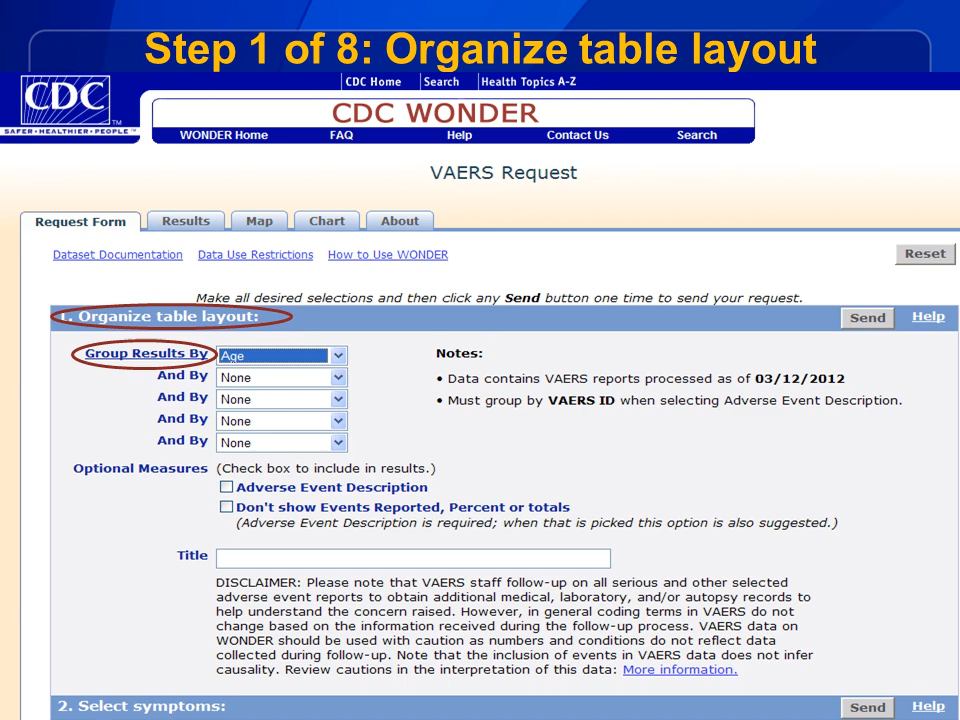 Step 1 of 8: Organize table layout
CDC Home Search Health Topics A-Z
CDC
TM
SAFER • HEALTHIER • PEOPLE™
CDC WONDER
WONDER Home FAQ Help Contact Us Search
VAERS Request
Request Form Results Map Chart About
Dataset Documentation Data Use Restrictions How to Use WONDER Reset
Make all desired selections and then click any Send button one time to send your request.
1. Organize table layout: Send Help
Group Results By Age Notes:
And By None • Data contains VAERS reports processed as of 03/12/2012
And By None • Must group by VAERS ID when selecting Adverse Event Description.
And By None
And By None
Optional Measures (Check box to include in results.)
Adverse Event Description
Don't show Events Reported, Percent or totals
(Adverse Event Description is required; when that is picked this option is also suggested.)
Title
DISCLAIMER: Please note that VAERS staff follow-up on all serious and other selected
adverse event reports to obtain additional medical, laboratory, and/or autopsy records to
help understand the concern raised. However, in general coding terms in VAERS do not
change based on the information received during the follow-up process. VAERS data on
WONDER should be used with caution as numbers and conditions do not reflect data
collected during follow-up. Note that the inclusion of events in VAERS data does not infer
causality. Review cautions in the interpretation of this data: More information.
2. Select symptoms: Send Help